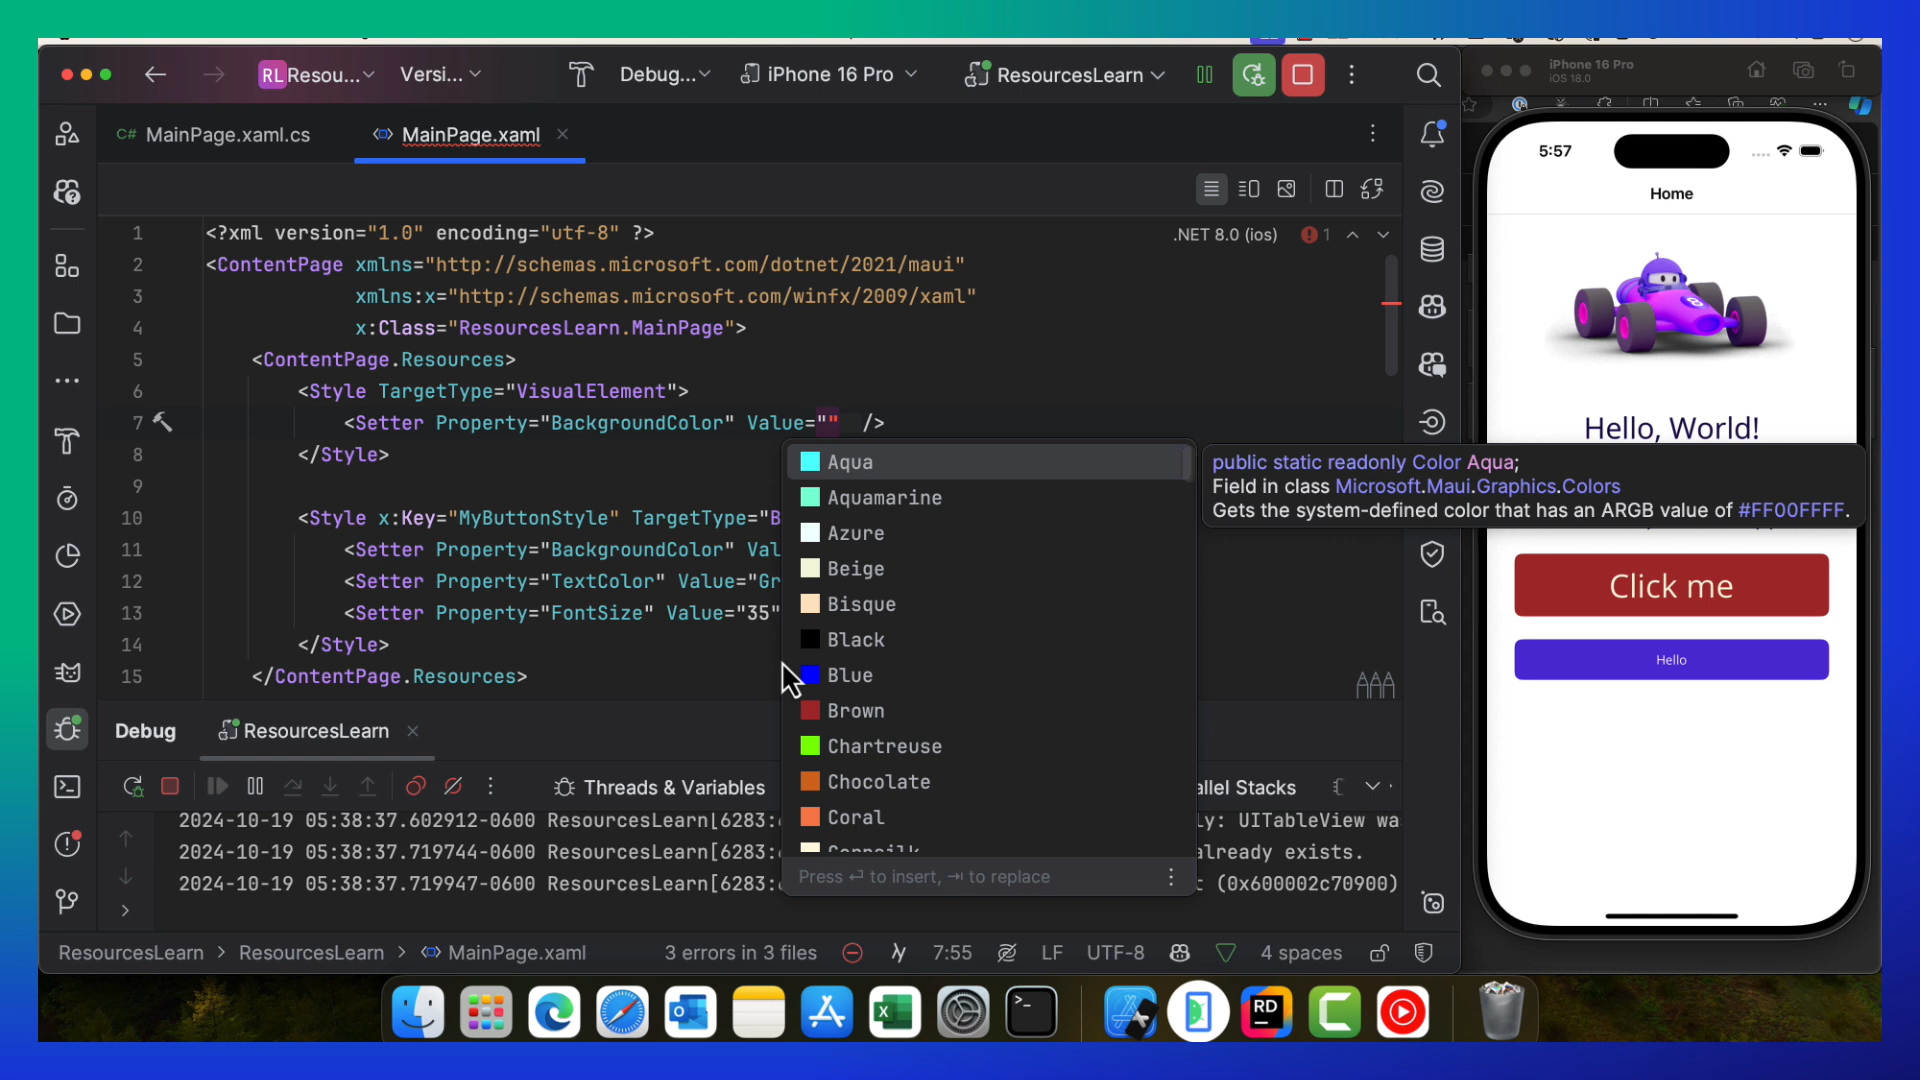 RL Resou... Versi... Debug... iPhone 16 Pro ResourcesLearn
iPhone 16 Pro
iOS 18.0
C# MainPage.xaml.cs MainPage.xaml
5:57
Home
.NET 8.0 (ios) 1
1 <?xml version="1.0" encoding="utf-8" ?>
2 <ContentPage xmlns="http://schemas.microsoft.com/dotnet/2021/maui"
3 xmlns:x="http://schemas.microsoft.com/winfx/2009/xaml"
4 x:Class="ResourcesLearn.MainPage">
5 <ContentPage.Resources>
6 <Style TargetType="VisualElement">
7 <Setter Property="BackgroundColor" Value="" />
8 </Style>
9
10 <Style x:Key="MyButtonStyle" TargetType="B
11 <Setter Property="BackgroundColor" Val
12 <Setter Property="TextColor" Value="Gr
13 <Setter Property="FontSize" Value="35"
14 </Style>
15 </ContentPage.Resources>
Aqua
Aquamarine
Azure
Beige
Bisque
Black
Blue
Brown
Chartreuse
Chocolate
Coral
Press ⏎ to insert, ⇥ to replace
public static readonly Color Aqua;
Field in class Microsoft.Maui.Graphics.Colors
Gets the system-defined color that has an ARGB value of #FF00FFFF.
8
Hello, World!
Click me
Hello
Debug ResourcesLearn
Threads & Variables allel Stacks
2024-10-19 05:38:37.602912-0600 ResourcesLearn[6283: ly: UITableView wa
2024-10-19 05:38:37.719744-0600 ResourcesLearn[6283: already exists.
2024-10-19 05:38:37.719947-0600 ResourcesLearn[6283: t (0x600002c70900)
ResourcesLearn > ResourcesLearn > MainPage.xaml 3 errors in 3 files 7:55 LF UTF-8 4 spaces
RD